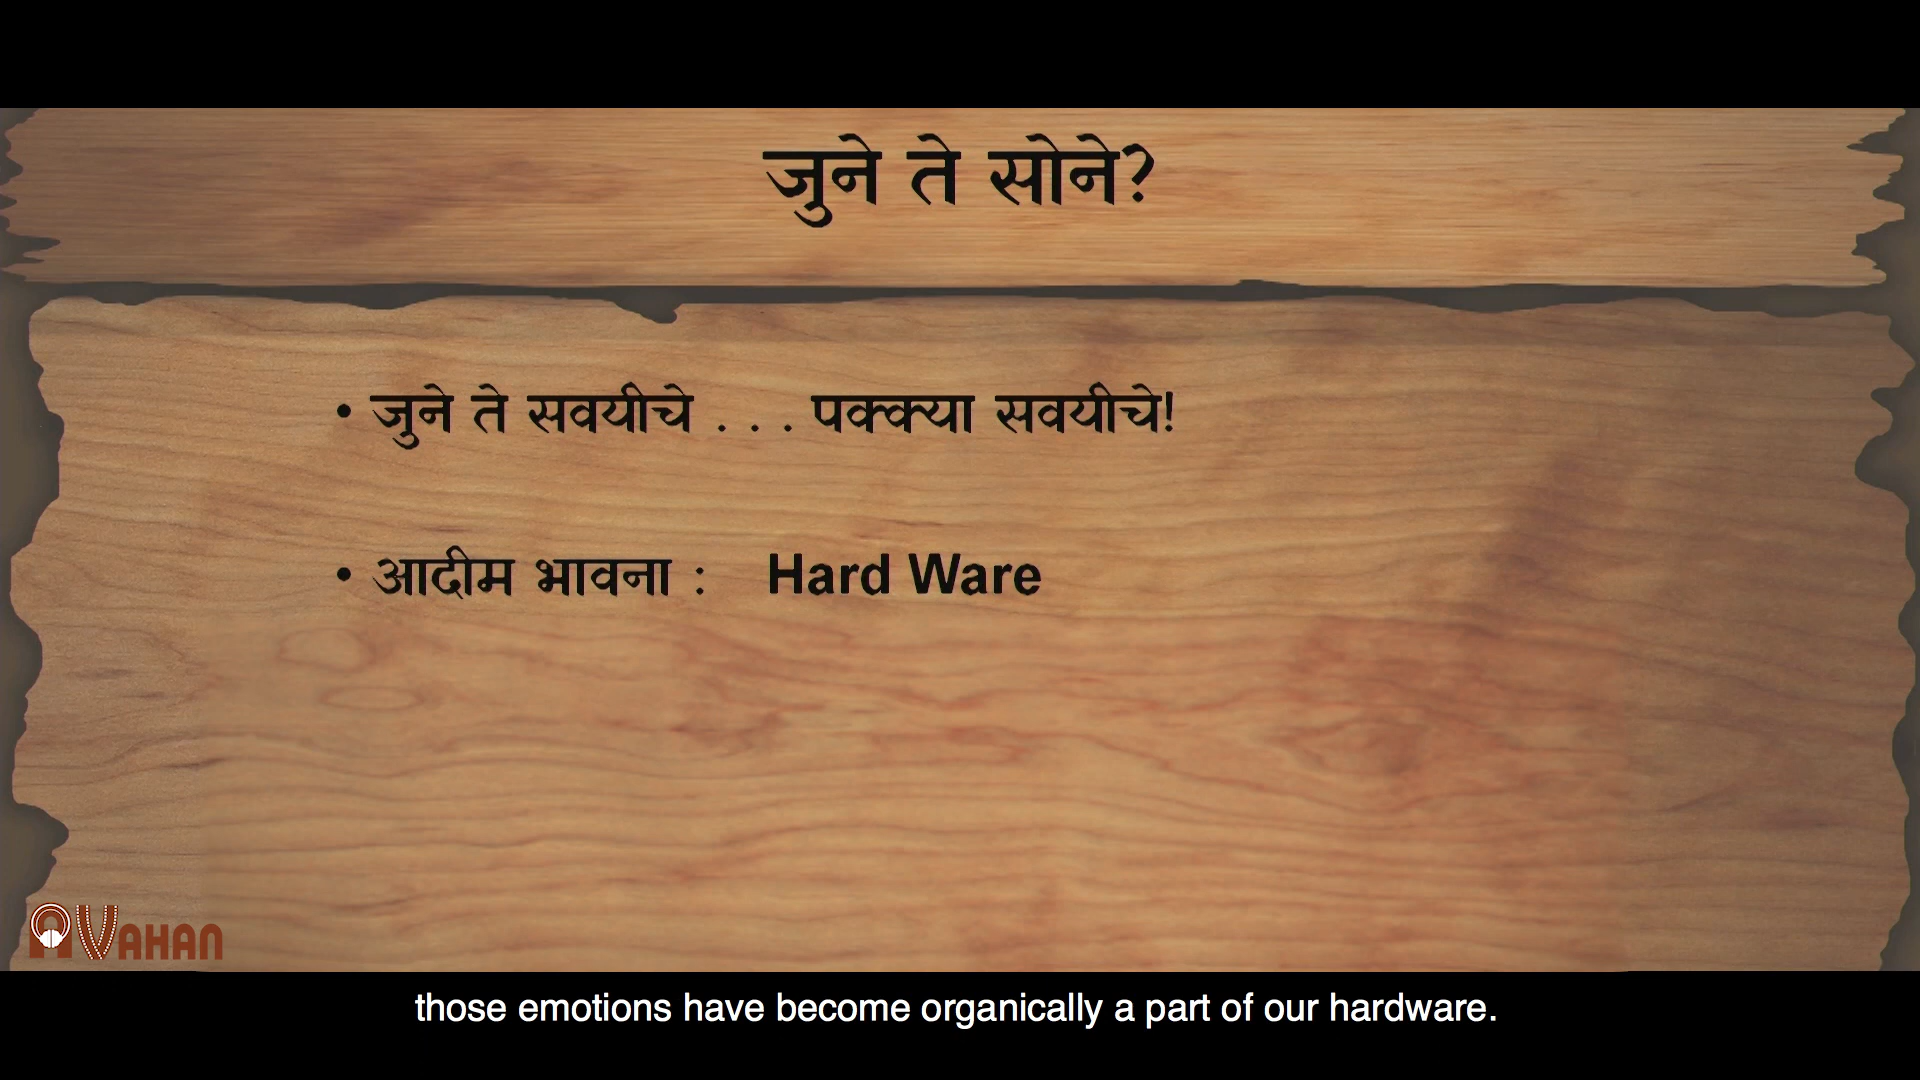 जुने ते सोने?
• जुने ते सवयीचे . . . पक्क्या सवयीचे!
• आदीम भावना : Hard Ware
AVAHAN
those emotions have become organically a part of our hardware.